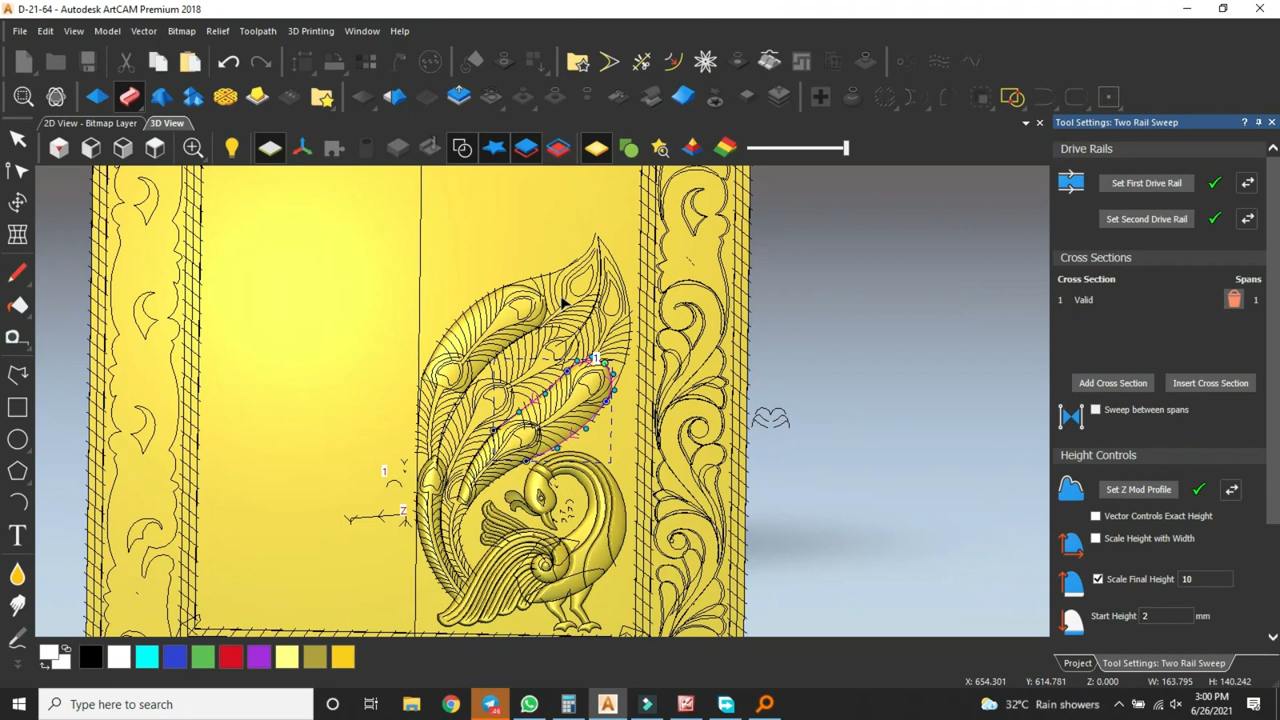 D-21-64 - Autodesk ArtCAM Premium 2018
File Edit View Model Vector Bitmap Relief Toolpath 3D Printing Window Help
2D View - Bitmap Layer 3D View
Tool Settings: Two Rail Sweep
Drive Rails
Set First Drive Rail
Set Second Drive Rail
Cross Sections
Cross Section Spans
1 Valid 1
Add Cross Section Insert Cross Section
Sweep between spans
Height Controls
Set Z Mod Profile
Vector Controls Exact Height
Scale Height with Width
Scale Final Height 10
Start Height 2 mm
1
1
Z
Project Tool Settings: Two Rail Sweep
X: 654.301 Y: 614.781 Z: 0.000 W: 163.795 H: 140.242
Type here to search
32°C Rain showers
3:00 PM
6/26/2021